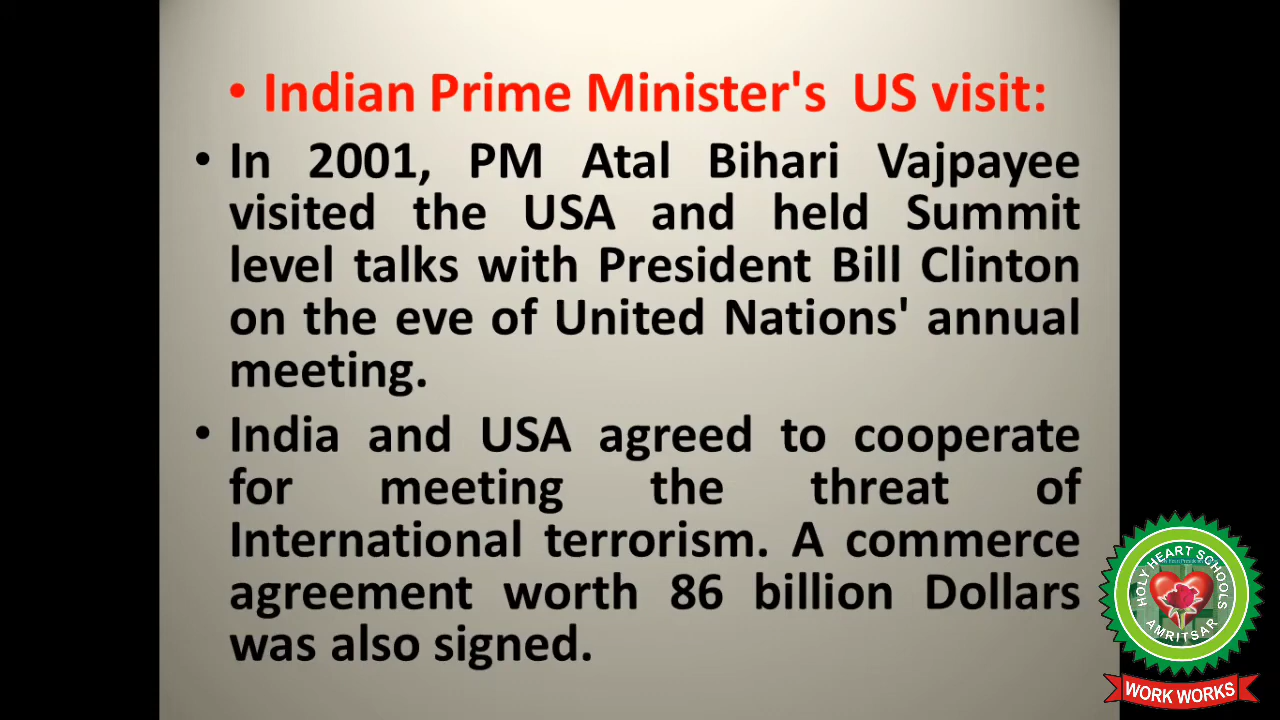 • Indian Prime Minister's US visit:
• In 2001, PM Atal Bihari Vajpayee
visited the USA and held Summit
level talks with President Bill Clinton
on the eve of United Nations' annual
meeting.
• India and USA agreed to cooperate
for meeting the threat of
International terrorism. A commerce
agreement worth 86 billion Dollars
was also signed.
HOLY HEART SCHOOLS
AMRITSAR
WORK WORKS